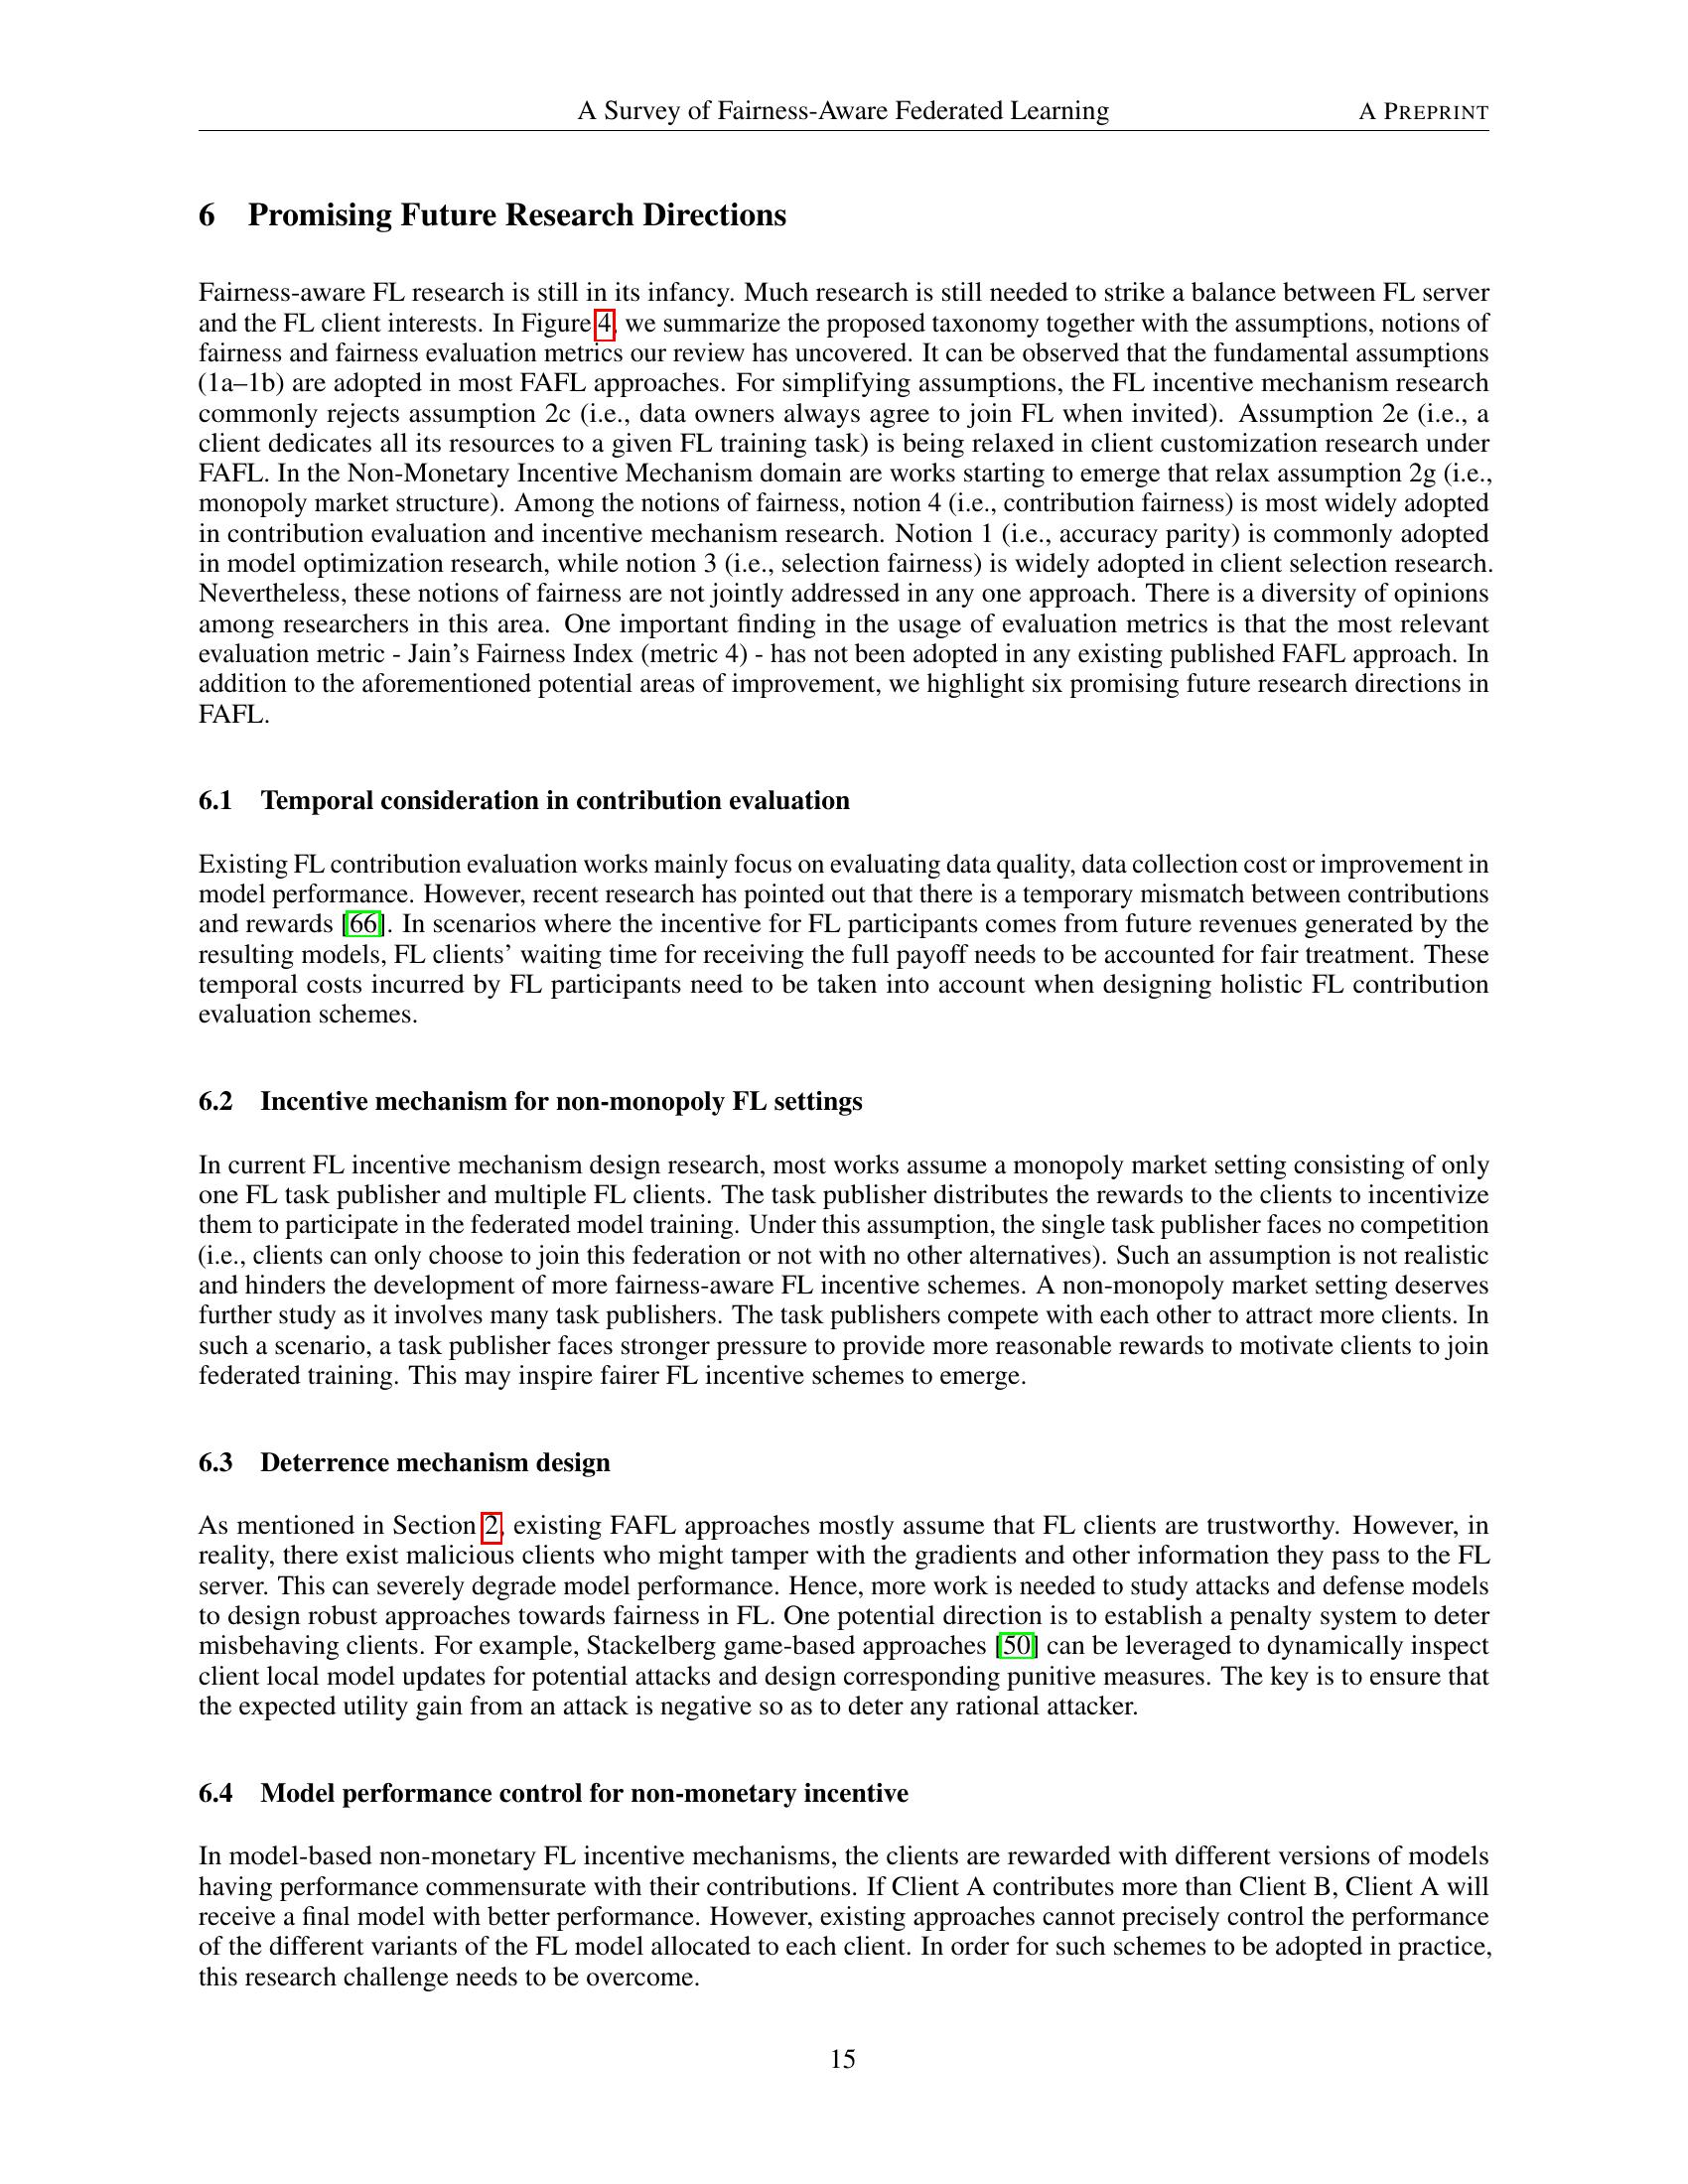 A Survey of Fairness-Aware Federated Learning A PREPRINT
6 Promising Future Research Directions
Fairness-aware FL research is still in its infancy. Much research is still needed to strike a balance between FL server
and the FL client interests. In Figure 4, we summarize the proposed taxonomy together with the assumptions, notions of
fairness and fairness evaluation metrics our review has uncovered. It can be observed that the fundamental assumptions
(1a–1b) are adopted in most FAFL approaches. For simplifying assumptions, the FL incentive mechanism research
commonly rejects assumption 2c (i.e., data owners always agree to join FL when invited). Assumption 2e (i.e., a
client dedicates all its resources to a given FL training task) is being relaxed in client customization research under
FAFL. In the Non-Monetary Incentive Mechanism domain are works starting to emerge that relax assumption 2g (i.e.,
monopoly market structure). Among the notions of fairness, notion 4 (i.e., contribution fairness) is most widely adopted
in contribution evaluation and incentive mechanism research. Notion 1 (i.e., accuracy parity) is commonly adopted
in model optimization research, while notion 3 (i.e., selection fairness) is widely adopted in client selection research.
Nevertheless, these notions of fairness are not jointly addressed in any one approach. There is a diversity of opinions
among researchers in this area. One important finding in the usage of evaluation metrics is that the most relevant
evaluation metric - Jain's Fairness Index (metric 4) - has not been adopted in any existing published FAFL approach. In
addition to the aforementioned potential areas of improvement, we highlight six promising future research directions in
FAFL.
6.1 Temporal consideration in contribution evaluation
Existing FL contribution evaluation works mainly focus on evaluating data quality, data collection cost or improvement in
model performance. However, recent research has pointed out that there is a temporary mismatch between contributions
and rewards [66]. In scenarios where the incentive for FL participants comes from future revenues generated by the
resulting models, FL clients' waiting time for receiving the full payoff needs to be accounted for fair treatment. These
temporal costs incurred by FL participants need to be taken into account when designing holistic FL contribution
evaluation schemes.
6.2 Incentive mechanism for non-monopoly FL settings
In current FL incentive mechanism design research, most works assume a monopoly market setting consisting of only
one FL task publisher and multiple FL clients. The task publisher distributes the rewards to the clients to incentivize
them to participate in the federated model training. Under this assumption, the single task publisher faces no competition
(i.e., clients can only choose to join this federation or not with no other alternatives). Such an assumption is not realistic
and hinders the development of more fairness-aware FL incentive schemes. A non-monopoly market setting deserves
further study as it involves many task publishers. The task publishers compete with each other to attract more clients. In
such a scenario, a task publisher faces stronger pressure to provide more reasonable rewards to motivate clients to join
federated training. This may inspire fairer FL incentive schemes to emerge.
6.3 Deterrence mechanism design
As mentioned in Section 2, existing FAFL approaches mostly assume that FL clients are trustworthy. However, in
reality, there exist malicious clients who might tamper with the gradients and other information they pass to the FL
server. This can severely degrade model performance. Hence, more work is needed to study attacks and defense models
to design robust approaches towards fairness in FL. One potential direction is to establish a penalty system to deter
misbehaving clients. For example, Stackelberg game-based approaches [50] can be leveraged to dynamically inspect
client local model updates for potential attacks and design corresponding punitive measures. The key is to ensure that
the expected utility gain from an attack is negative so as to deter any rational attacker.
6.4 Model performance control for non-monetary incentive
In model-based non-monetary FL incentive mechanisms, the clients are rewarded with different versions of models
having performance commensurate with their contributions. If Client A contributes more than Client B, Client A will
receive a final model with better performance. However, existing approaches cannot precisely control the performance
of the different variants of the FL model allocated to each client. In order for such schemes to be adopted in practice,
this research challenge needs to be overcome.
15